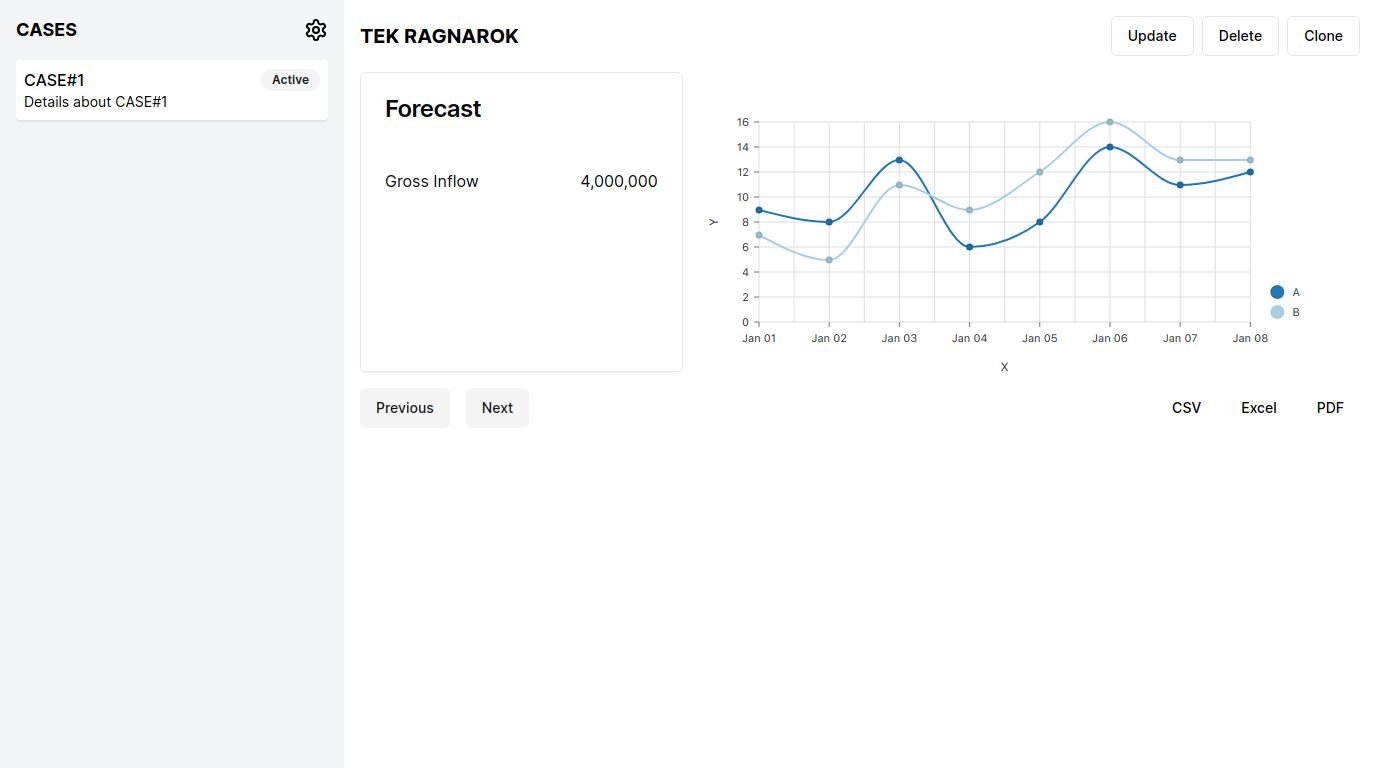 CASES
CASE#1
Active
Details about CASE#1
TEK RAGNAROK
Update
Delete
Clone
Forecast
Gross Inflow 4,000,000
16
14
12
10
8
6
4
2
0
Y
Jan 01 Jan 02 Jan 03 Jan 04 Jan 05 Jan 06 Jan 07 Jan 08
X
A
B
Previous
Next
CSV
Excel
PDF